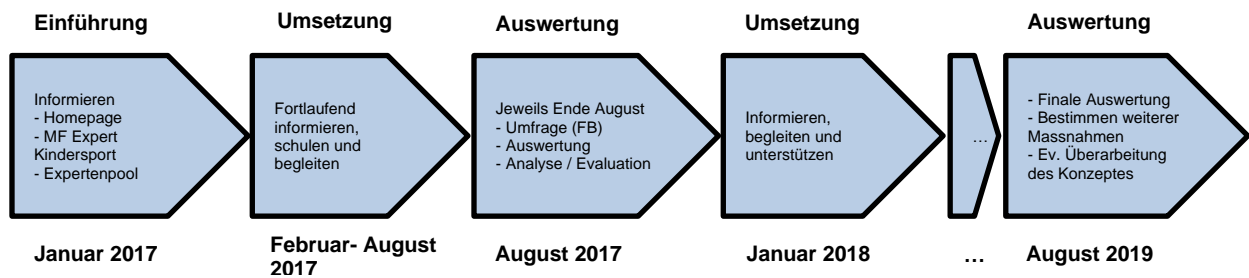 Einführung
Umsetzung
Auswertung
Umsetzung
Auswertung
Informieren
- Homepage
- MF Expert
Kindersport
- Expertenpool
Fortlaufend
informieren,
schulen und
begleiten
Jeweils Ende August
- Umfrage (FB)
- Auswertung
- Analyse / Evaluation
Informieren,
begleiten und
unterstützen
...
- Finale Auswertung
- Bestimmen weiterer
Massnahmen
- Ev. Überarbeitung
des Konzeptes
Januar 2017
Februar- August
2017
August 2017
Januar 2018
...
August 2019